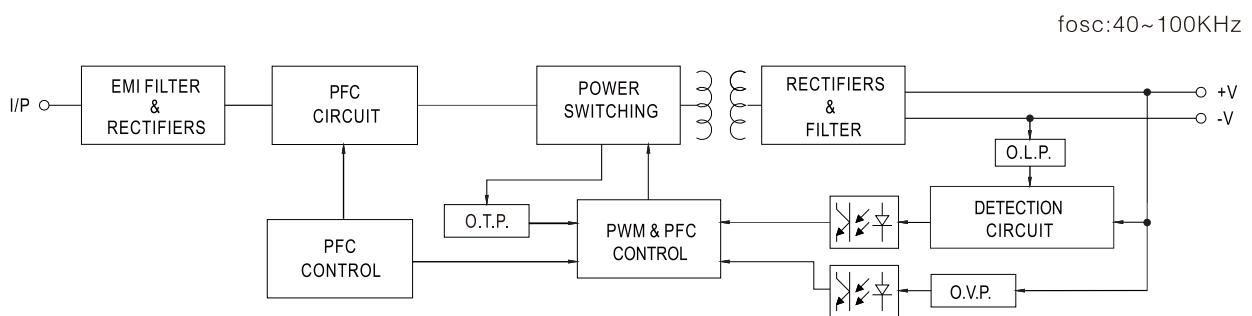 fosc:40~100KHz
I/P
EMI FILTER
&
RECTIFIERS
PFC
CIRCUIT
POWER
SWITCHING
RECTIFIERS
&
FILTER
+V
-V
O.L.P.
O.T.P.
PFC
CONTROL
PWM & PFC
CONTROL
DETECTION
CIRCUIT
O.V.P.